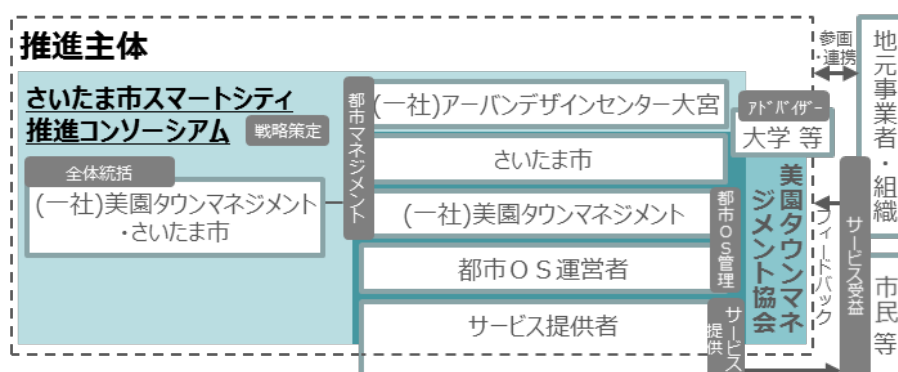 推進主体
さいたま市スマートシティ
推進コンソーシアム
戦略策定
全体統括
(一社)美園タウンマネジメント
・さいたま市
都市マネジメント
(一社)アーバンデザインセンター大宮
さいたま市
(一社)美園タウンマネジメント
都市OS運営者
サービス提供者
都市OS管理
サービス
提供
アドバイザー
大学 等
美園タウンマネ
ジメント協会
参画
・連携
フィードバック
サービス受益
地元事業者・組織
市民等